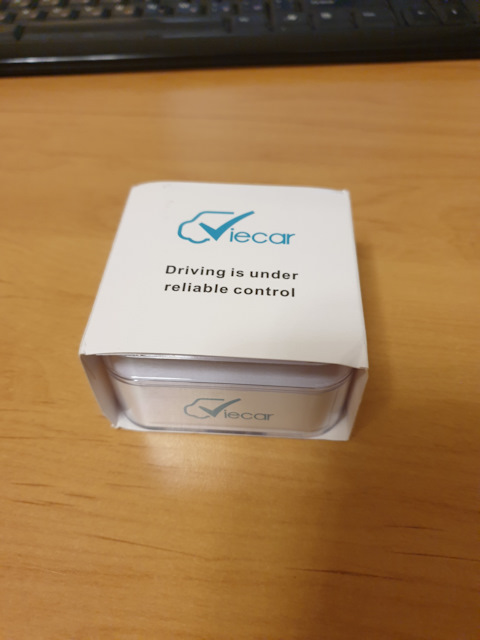 Viecar
Driving is under
reliable control
Viecar